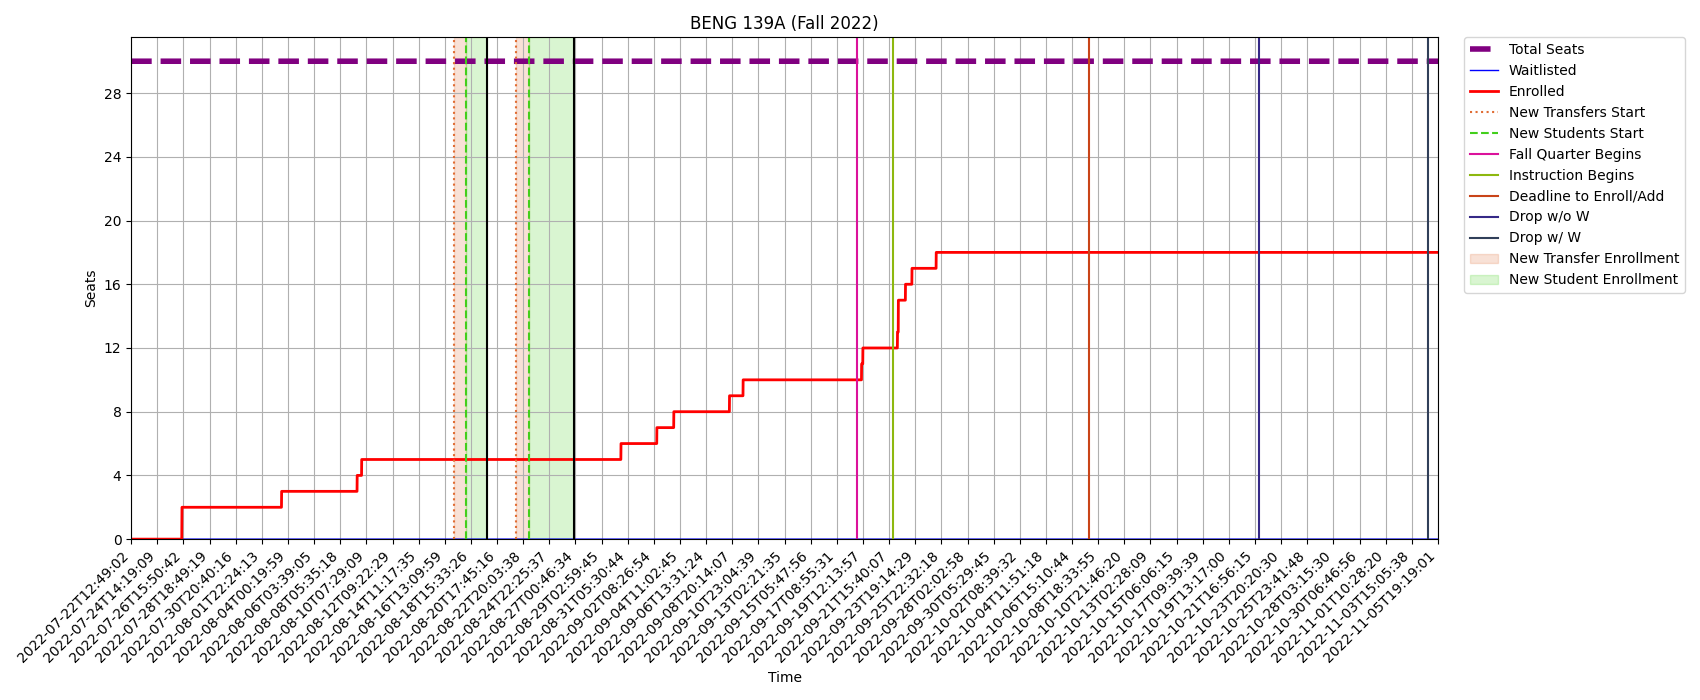 BENG 139A (Fall 2022)
Total Seats
Waitlisted
Enrolled
New Transfers Start
New Students Start
Fall Quarter Begins
Instruction Begins
Deadline to Enroll/Add
Drop w/o W
Drop w/ W
New Transfer Enrollment
New Student Enrollment
Seats
28
24
20
16
12
8
4
0
2022-07-22T12:49:02
2022-07-24T14:19:09
2022-07-26T15:50:42
2022-07-28T18:49:19
2022-07-30T20:40:16
2022-08-01T22:24:13
2022-08-04T00:19:59
2022-08-06T03:39:05
2022-08-08T05:35:18
2022-08-10T07:29:09
2022-08-12T09:22:29
2022-08-14T11:17:35
2022-08-16T13:09:59
2022-08-18T15:33:26
2022-08-20T17:45:16
2022-08-22T20:03:38
2022-08-24T22:25:37
2022-08-27T00:46:34
2022-08-29T02:59:45
2022-08-31T05:30:44
2022-09-02T08:26:54
2022-09-04T11:02:45
2022-09-06T13:31:24
2022-09-08T20:14:07
2022-09-10T23:04:39
2022-09-13T02:21:35
2022-09-15T05:47:56
2022-09-17T08:55:31
2022-09-19T12:13:57
2022-09-21T15:40:07
2022-09-23T19:14:29
2022-09-25T22:32:18
2022-09-28T02:02:58
2022-09-30T05:29:45
2022-10-02T08:39:32
2022-10-04T11:51:18
2022-10-06T15:10:44
2022-10-08T18:33:55
2022-10-10T21:46:20
2022-10-13T02:28:09
2022-10-15T06:06:15
2022-10-17T09:39:39
2022-10-19T13:17:00
2022-10-21T16:56:15
2022-10-23T20:20:30
2022-10-25T23:41:48
2022-10-28T03:15:30
2022-10-30T06:46:56
2022-11-01T10:28:20
2022-11-03T15:05:38
2022-11-05T19:19:01
Time